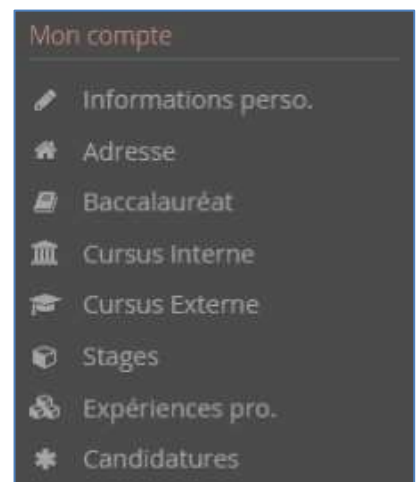 Mon compte
Informations perso.
Adresse
Baccalauréat
Cursus Interne
Cursus Externe
Stages
Expériences pro.
Candidatures